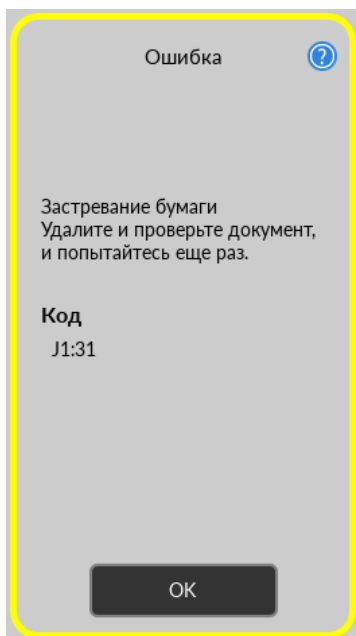 Ошибка
?
Застревание бумаги
Удалите и проверьте документ,
и попытайтесь еще раз.
Код
J1:31
OK